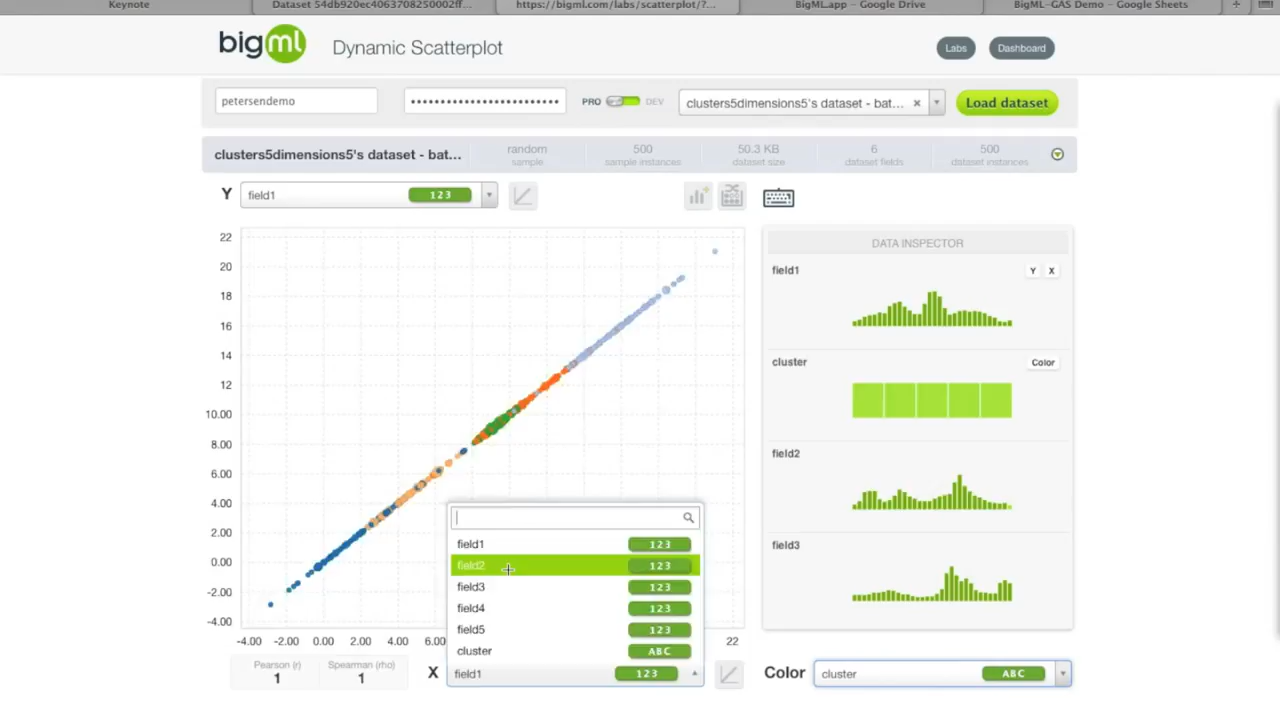 Keynote
Dataset 54db920ec4063708250002ff...
https://bigml.com/labs/scatterplot/?...
BigML.app – Google Drive
BigML-GAS Demo – Google Sheets
+
bigml
Dynamic Scatterplot
Labs
Dashboard
petersendemo
••••••••••••••••••••••••••
PRO
DEV
clusters5dimensions5's dataset - bat...
×
Load dataset
clusters5dimensions5's dataset - bat...
random
sample
500
sample instances
50.3 KB
dataset size
6
dataset fields
500
dataset instances
Y
field1
123
22
20
18
16
14
12
10.00
8.00
6.00
4.00
2.00
0.00
-2.00
-4.00
-4.00
-2.00
0.00
2.00
4.00
6.00
22
DATA INSPECTOR
field1
Y
X
cluster
Color
field2
field3
field1
123
field2
123
field3
123
field4
123
field5
123
cluster
ABC
Pearson (r)
1
Spearman (rho)
1
X
field1
123
Color
cluster
ABC